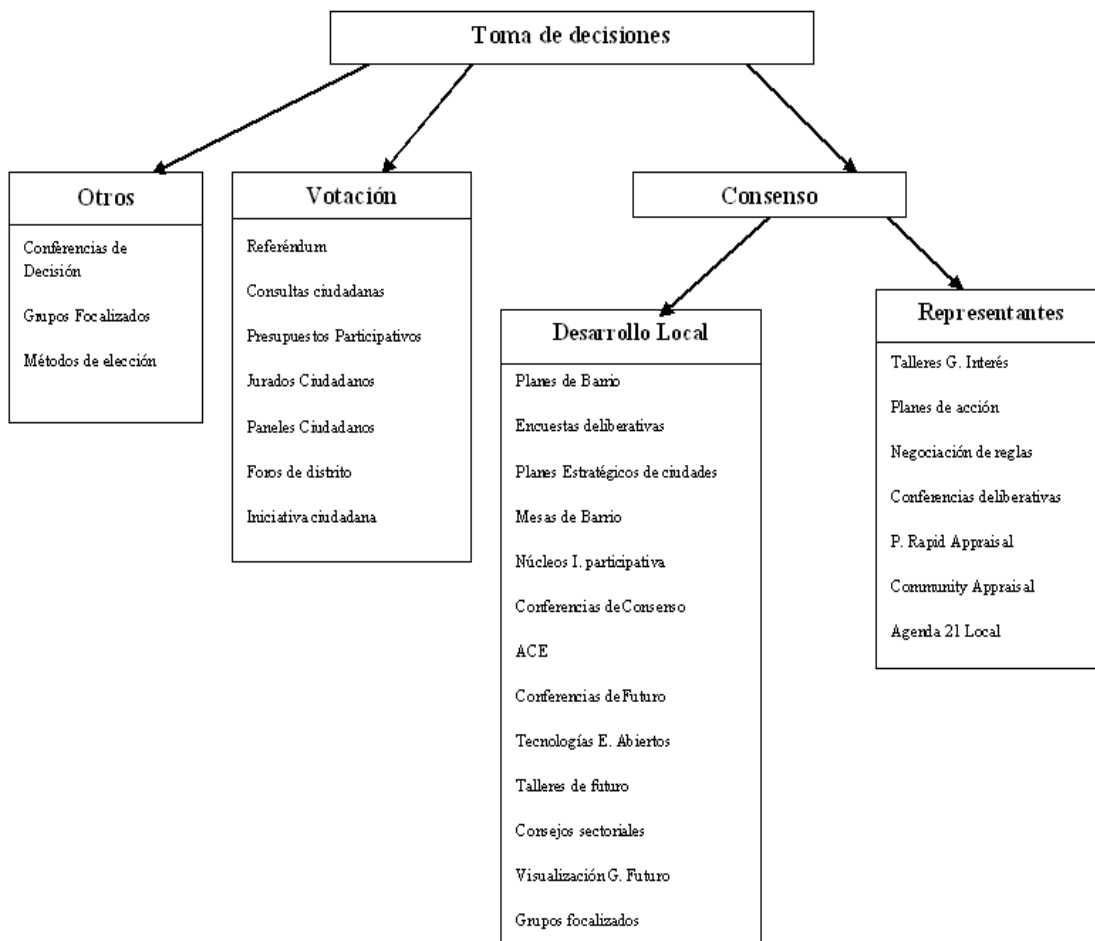 Toma de decisiones
Otros
Conferencias de
Decisión
Grupos Focalizados
Métodos de elección
Votación
Referéndum
Consultas ciudadanas
Presupuestos Participativos
Jurados Ciudadanos
Paneles Ciudadanos
Foros de distrito
Iniciativa ciudadana
Consenso
Desarrollo Local
Planes de Barrio
Encuestas deliberativas
Planes Estratégicos de ciudades
Mesas de Barrio
Núcleos I. participativa
Conferencias de Consenso
ACE
Conferencias de Futuro
Tecnologías E. Abiertos
Talleres de futuro
Consejos sectoriales
Visualización G. Futuro
Grupos focalizados
Representantes
Talleres G. Interés
Planes de acción
Negociación de reglas
Conferencias deliberativas
P. Rapid Appraisal
Community Appraisal
Agenda 21 Local